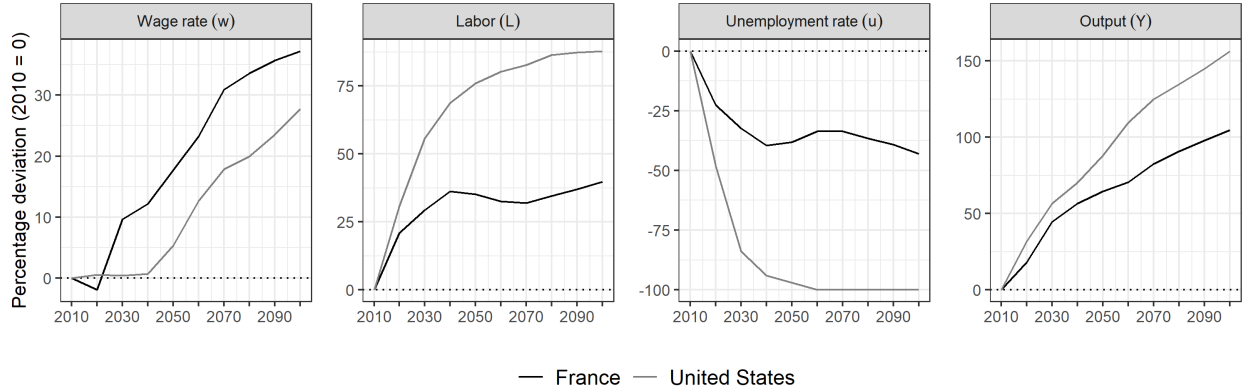 Wage rate (w)
Labor (L)
Unemployment rate (u)
Output (Y)
Percentage deviation (2010 = 0)
30
20
10
0
2010 2030 2050 2070 2090
75
50
25
0
2010 2030 2050 2070 2090
0
-25
-50
-75
-100
2010 2030 2050 2070 2090
150
100
50
0
2010 2030 2050 2070 2090
France United States